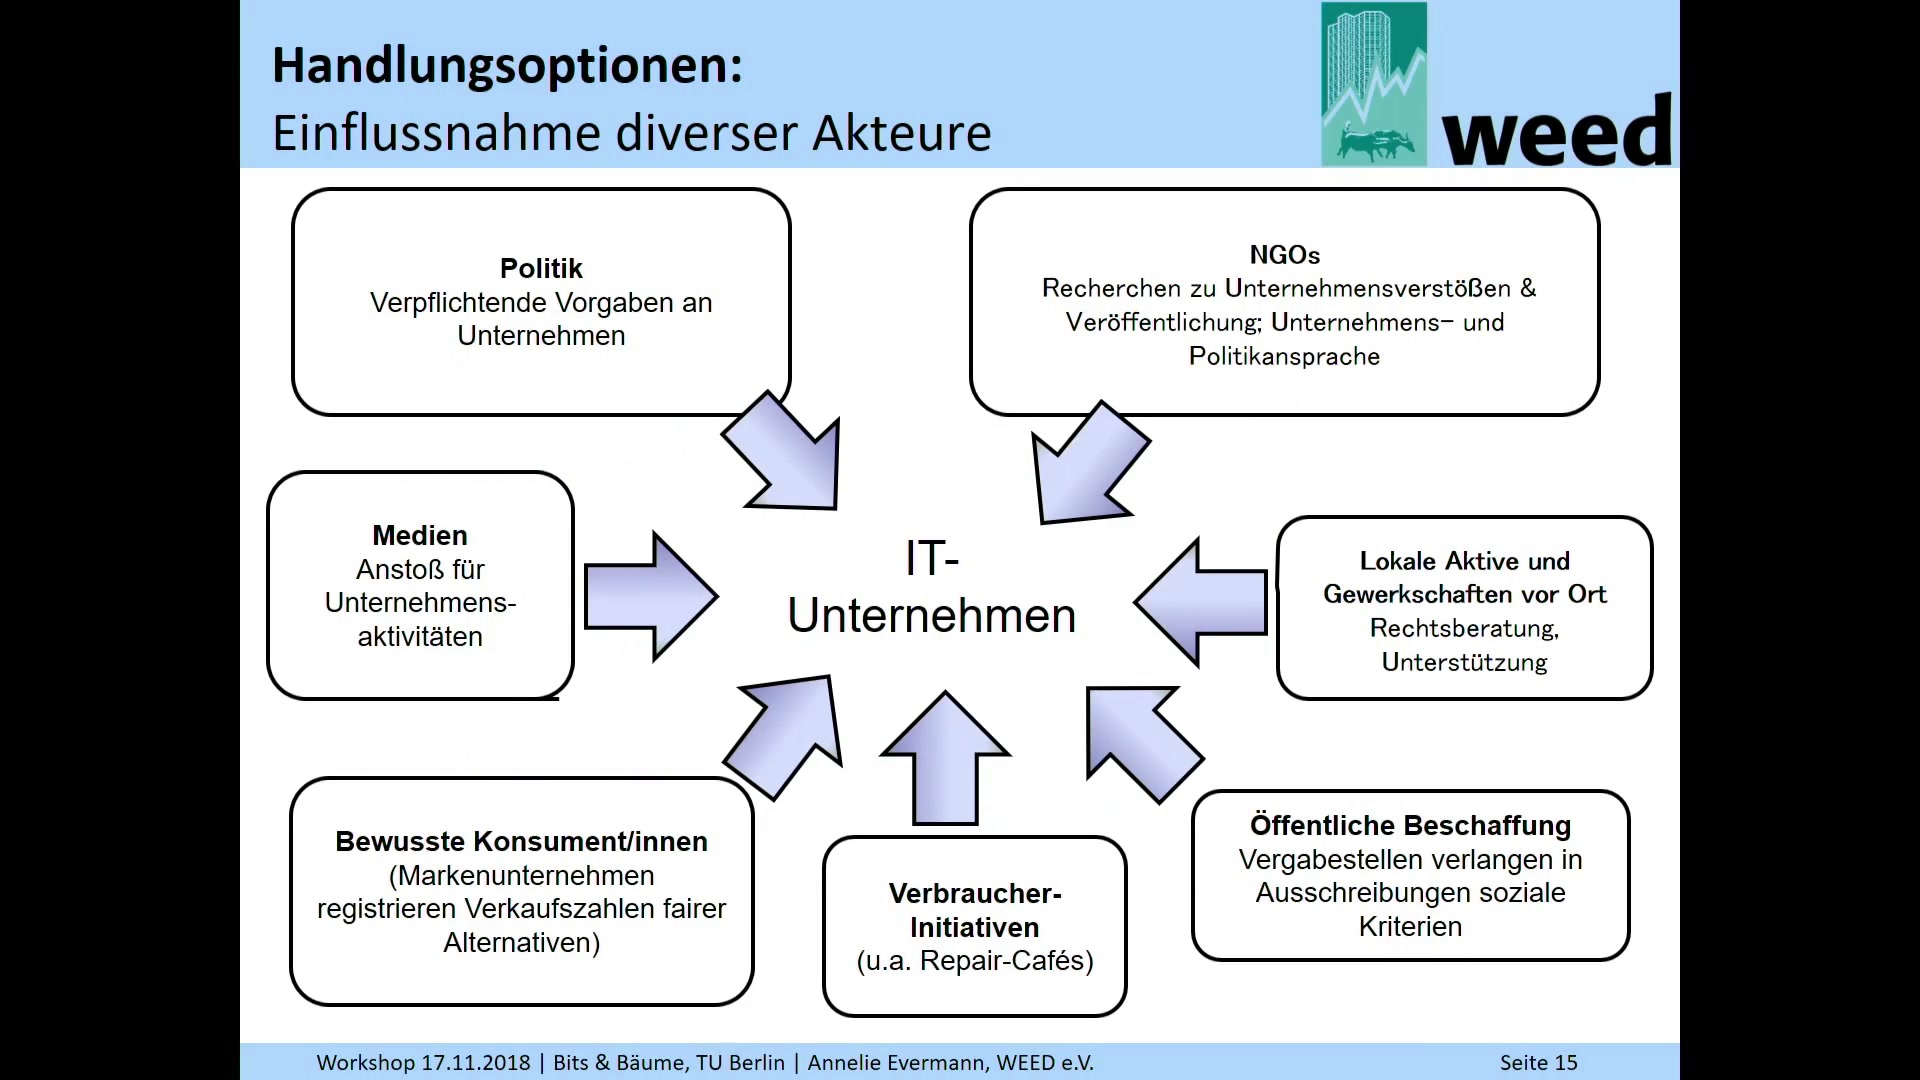 Handlungsoptionen:
Einflussnahme diverser Akteure
weed
Politik
Verpflichtende Vorgaben an
Unternehmen
NGOs
Recherchen zu Unternehmensverstößen &
Veröffentlichung; Unternehmens- und
Politikansprache
Medien
Anstoß für
Unternehmens-
aktivitäten
IT-
Unternehmen
Lokale Aktive und
Gewerkschaften vor Ort
Rechtsberatung,
Unterstützung
Bewusste Konsument/innen
(Markenunternehmen
registrieren Verkaufszahlen fairer
Alternativen)
Verbraucher-
Initiativen
(u.a. Repair-Cafés)
Öffentliche Beschaffung
Vergabestellen verlangen in
Ausschreibungen soziale
Kriterien
Workshop 17.11.2018 | Bits & Bäume, TU Berlin | Annelie Evermann, WEED e.V.
Seite 15